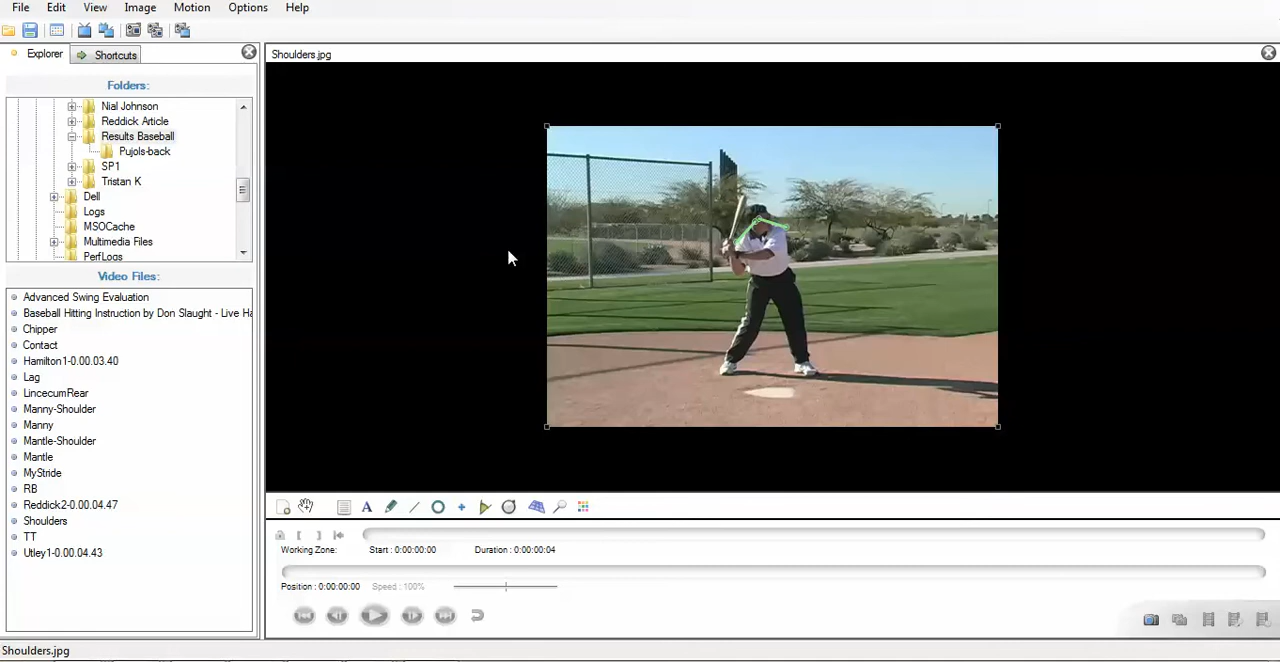 File Edit View Image Motion Options Help
Explorer Shortcuts
Shoulders.jpg
Folders:
Nial Johnson
Reddick Article
Results Baseball
Pujols-back
SP1
Tristan K
Dell
Logs
MSOCache
Multimedia Files
PerfLogs
Video Files:
Advanced Swing Evaluation
Baseball Hitting Instruction by Don Slaught - Live Ha
Chipper
Contact
Hamilton1-0.00.03.40
Lag
LincecumRear
Manny-Shoulder
Manny
Mantle-Shoulder
Mantle
MyStride
RB
Reddick2-0.00.04.47
Shoulders
TT
Utley1-0.00.04.43
Working Zone: Start : 0:00:00:00 Duration : 0:00:00:04
Position : 0:00:00:00 Speed : 100%
Shoulders.jpg